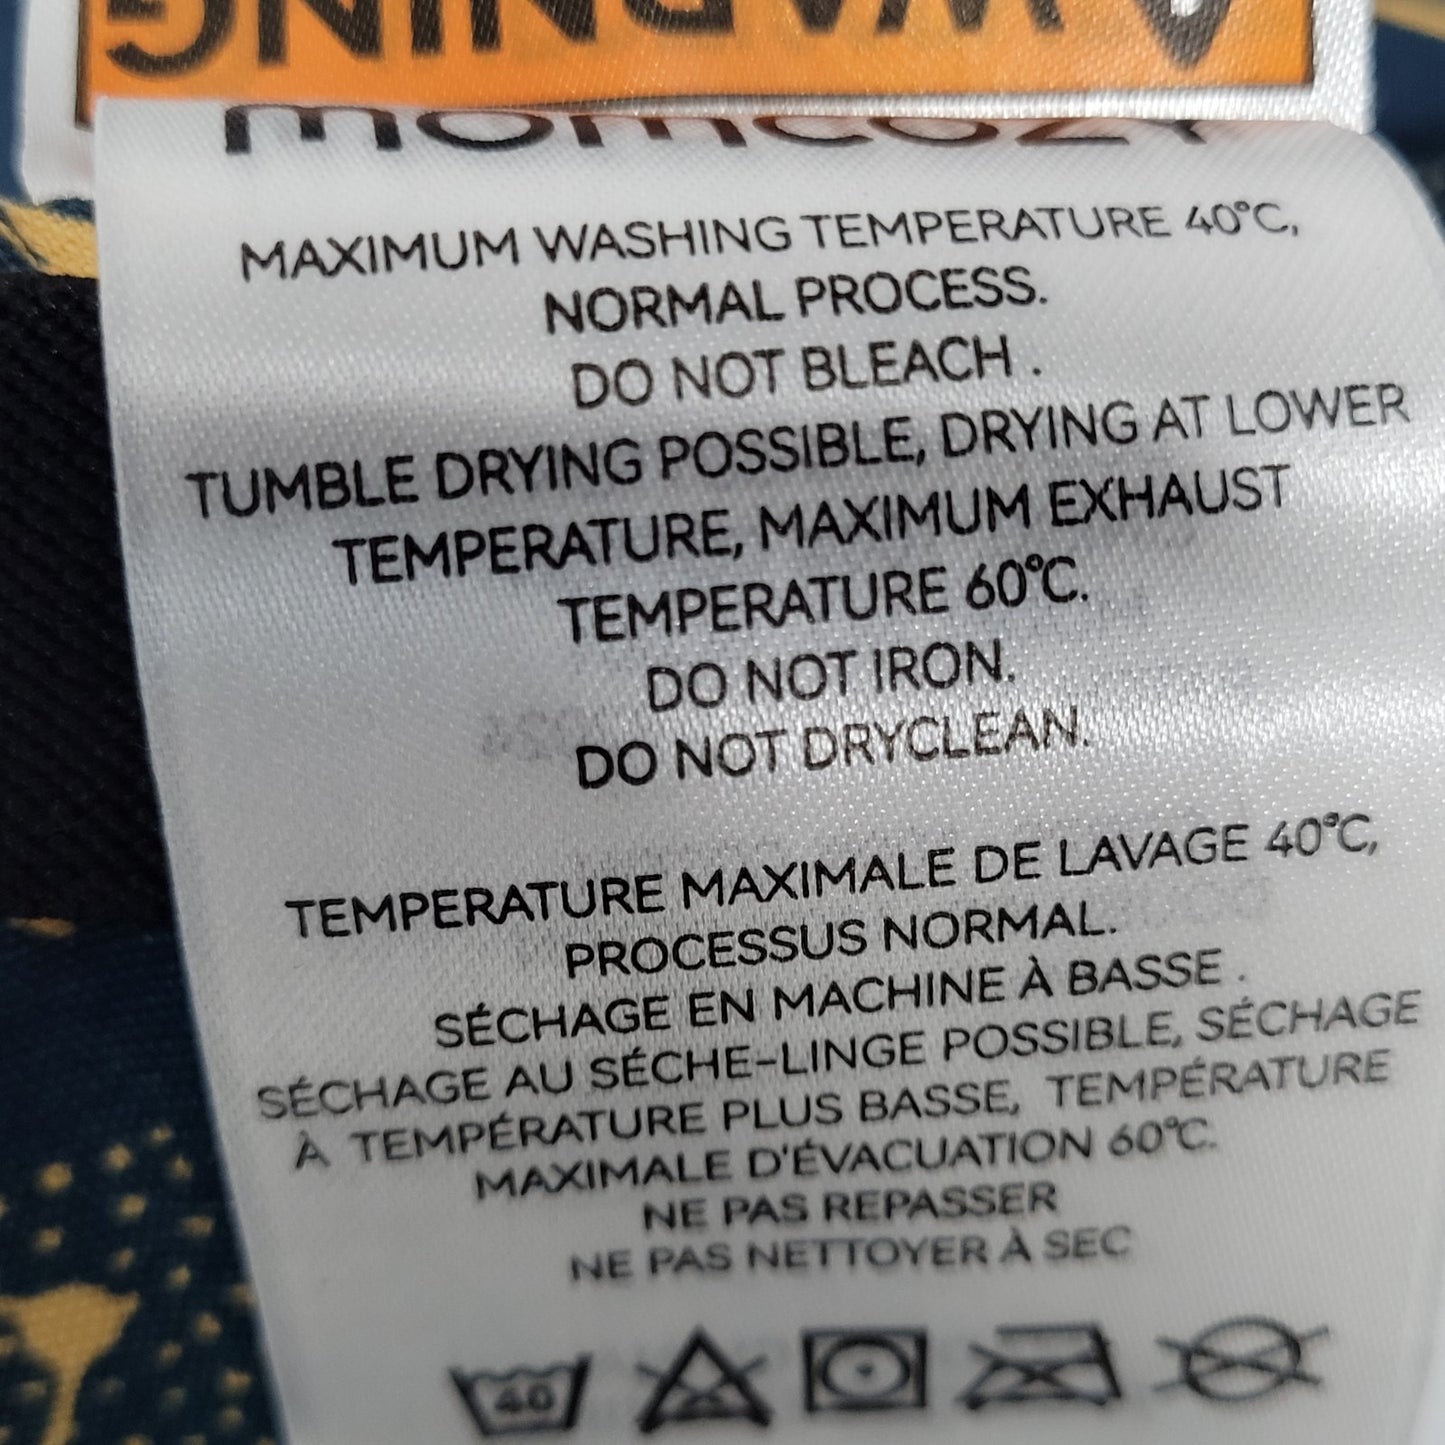 WARNING
momcozy
MAXIMUM WASHING TEMPERATURE 40°C,
NORMAL PROCESS.
DO NOT BLEACH .
TUMBLE DRYING POSSIBLE, DRYING AT LOWER
TEMPERATURE, MAXIMUM EXHAUST
TEMPERATURE 60°C.
DO NOT IRON.
DO NOT DRYCLEAN.
TEMPERATURE MAXIMALE DE LAVAGE 40°C,
PROCESSUS NORMAL.
SÉCHAGE EN MACHINE À BASSE .
SÉCHAGE AU SÉCHE-LINGE POSSIBLE, SÉCHAGE
À TEMPÉRATURE PLUS BASSE, TEMPÉRATURE
MAXIMALE D'ÉVACUATION 60°C.
NE PAS REPASSER
NE PAS NETTOYER À SEC
40